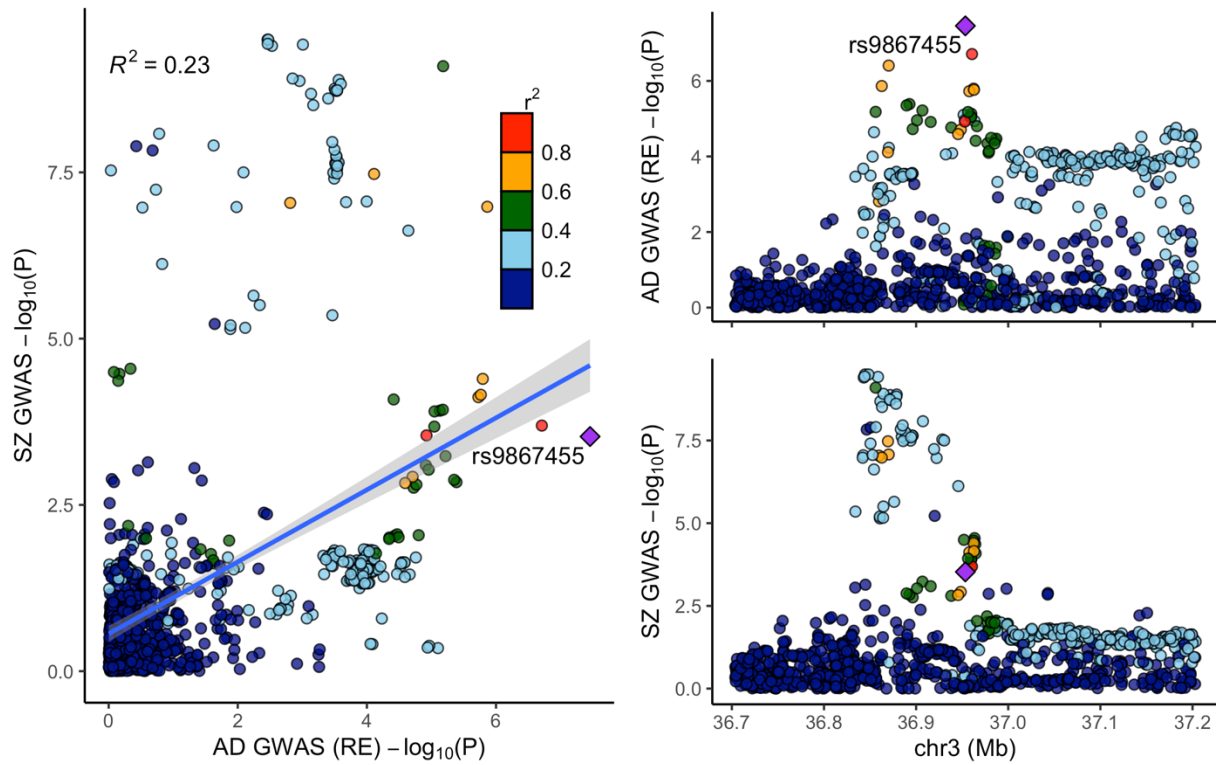 R² = 0.23
r²
0.8
0.6
0.4
0.2
rs9867455
7.5
5.0
2.5
0.0
SZ GWAS −log₁₀(P)
0 2 4 6
AD GWAS (RE) −log₁₀(P)
rs9867455
6
4
2
0
AD GWAS (RE) −log₁₀(P)
7.5
5.0
2.5
0.0
SZ GWAS −log₁₀(P)
36.7 36.8 36.9 37.0 37.1 37.2
chr3 (Mb)